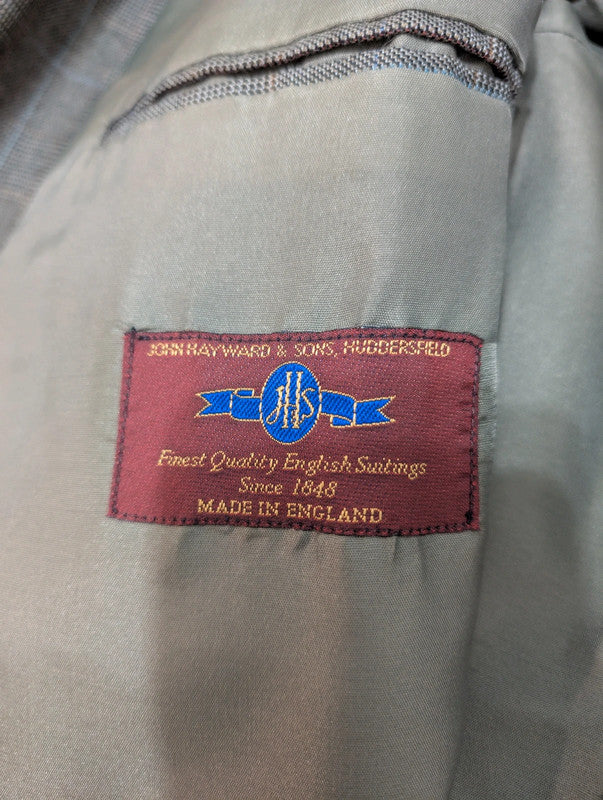 JOHN HAYWARD & SONS, HUDDERSFIELD
JHS
Finest Quality English Suitings
Since 1848
MADE IN ENGLAND